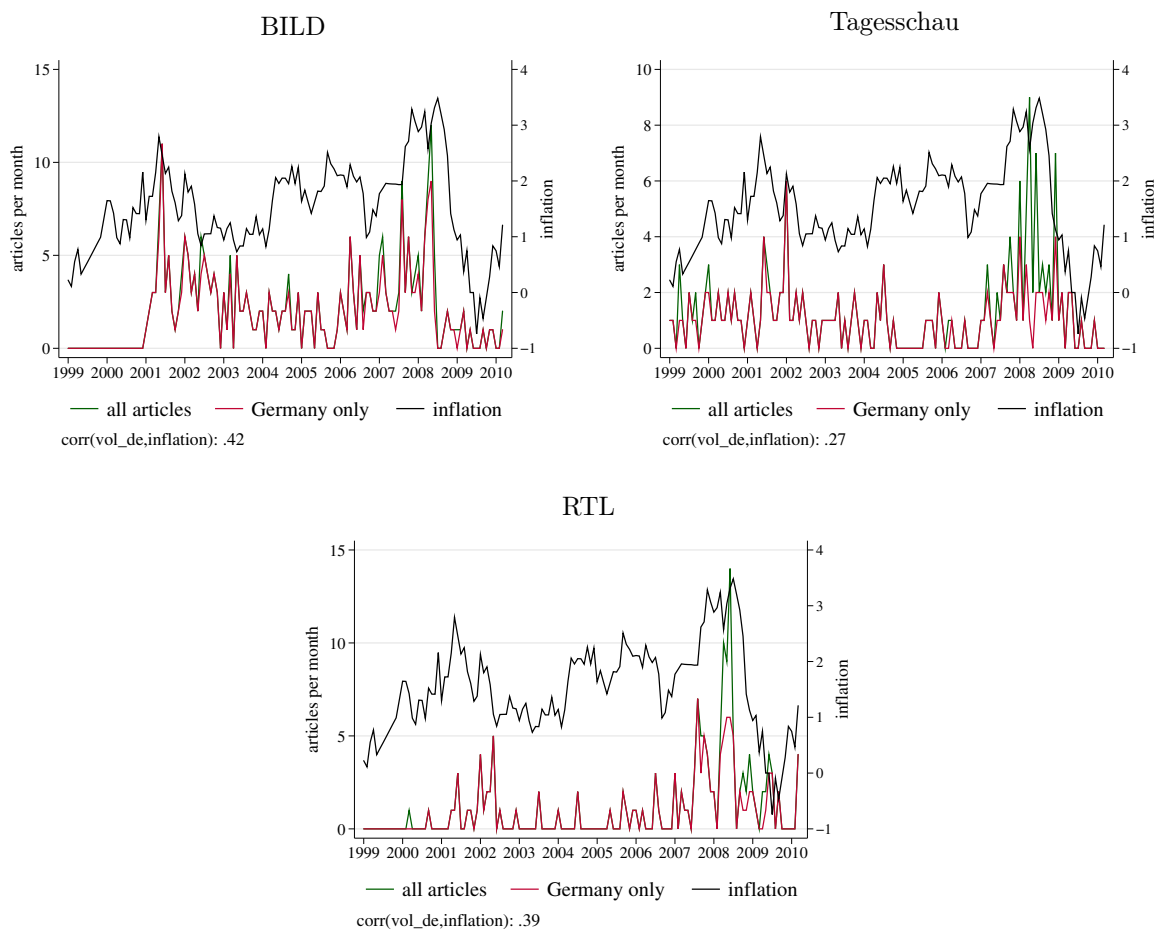 BILD
15
10
5
0
articles per month
4
3
2
1
0
−1
inflation
1999 2000 2001 2002 2003 2004 2005 2006 2007 2008 2009 2010
all articles Germany only inflation
corr(vol_de,inflation): .42
Tagesschau
10
8
6
4
2
0
articles per month
4
3
2
1
0
−1
inflation
1999 2000 2001 2002 2003 2004 2005 2006 2007 2008 2009 2010
all articles Germany only inflation
corr(vol_de,inflation): .27
RTL
15
10
5
0
articles per month
4
3
2
1
0
−1
inflation
1999 2000 2001 2002 2003 2004 2005 2006 2007 2008 2009 2010
all articles Germany only inflation
corr(vol_de,inflation): .39